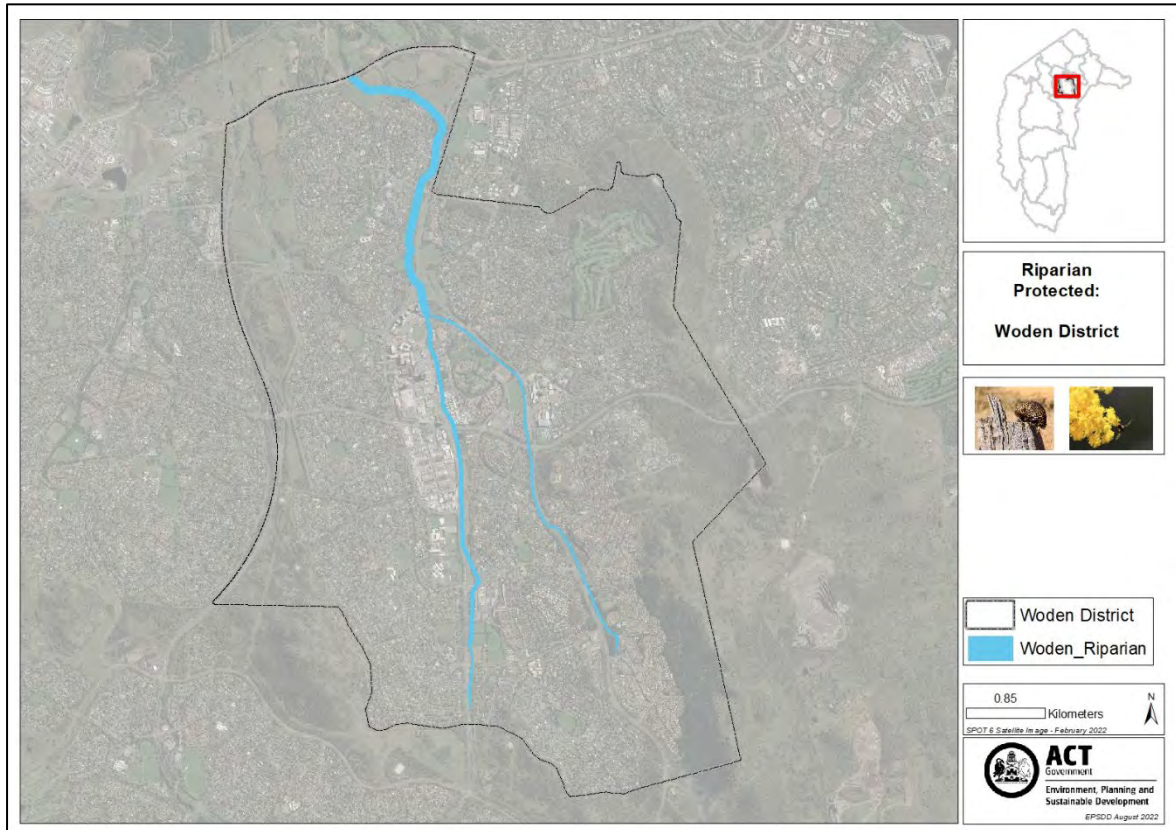 Riparian
Protected:
Woden District
Woden District
Woden_Riparian
0.85
Kilometers
N
SPOT 6 Satellite Image - February 2022
ACT
Government
Environment, Planning and
Sustainable Development
EPSDD August 2022